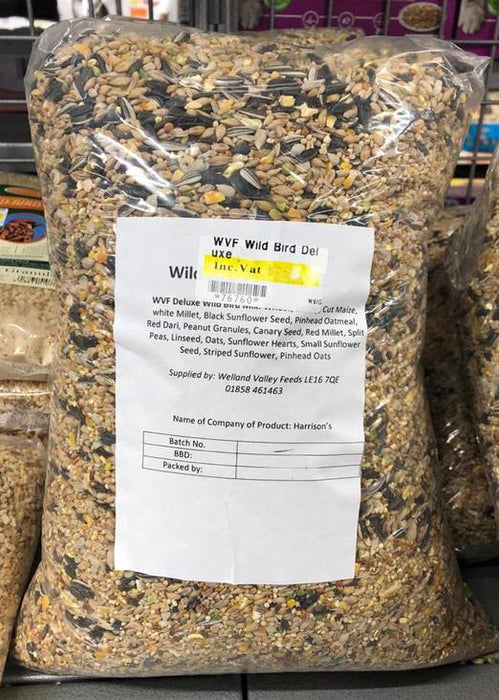 WVF Wild Bird Del
uxe
Inc.Vat
*76760*
WVF Deluxe Wild Bird Cut Maize,
white Millet, Black Sunflower Seed, Pinhead Oatmeal,
Red Dari, Peanut Granules, Canary Seed, Red Millet, Split
Peas, Linseed, Oats, Sunflower Hearts, Small Sunflower
Seed, Striped Sunflower, Pinhead Oats
Supplied by: Welland Valley Feeds LE16 7QE
01858 461463
Name of Company of Product: Harrison's
Batch No.
BBD:
Packed by: